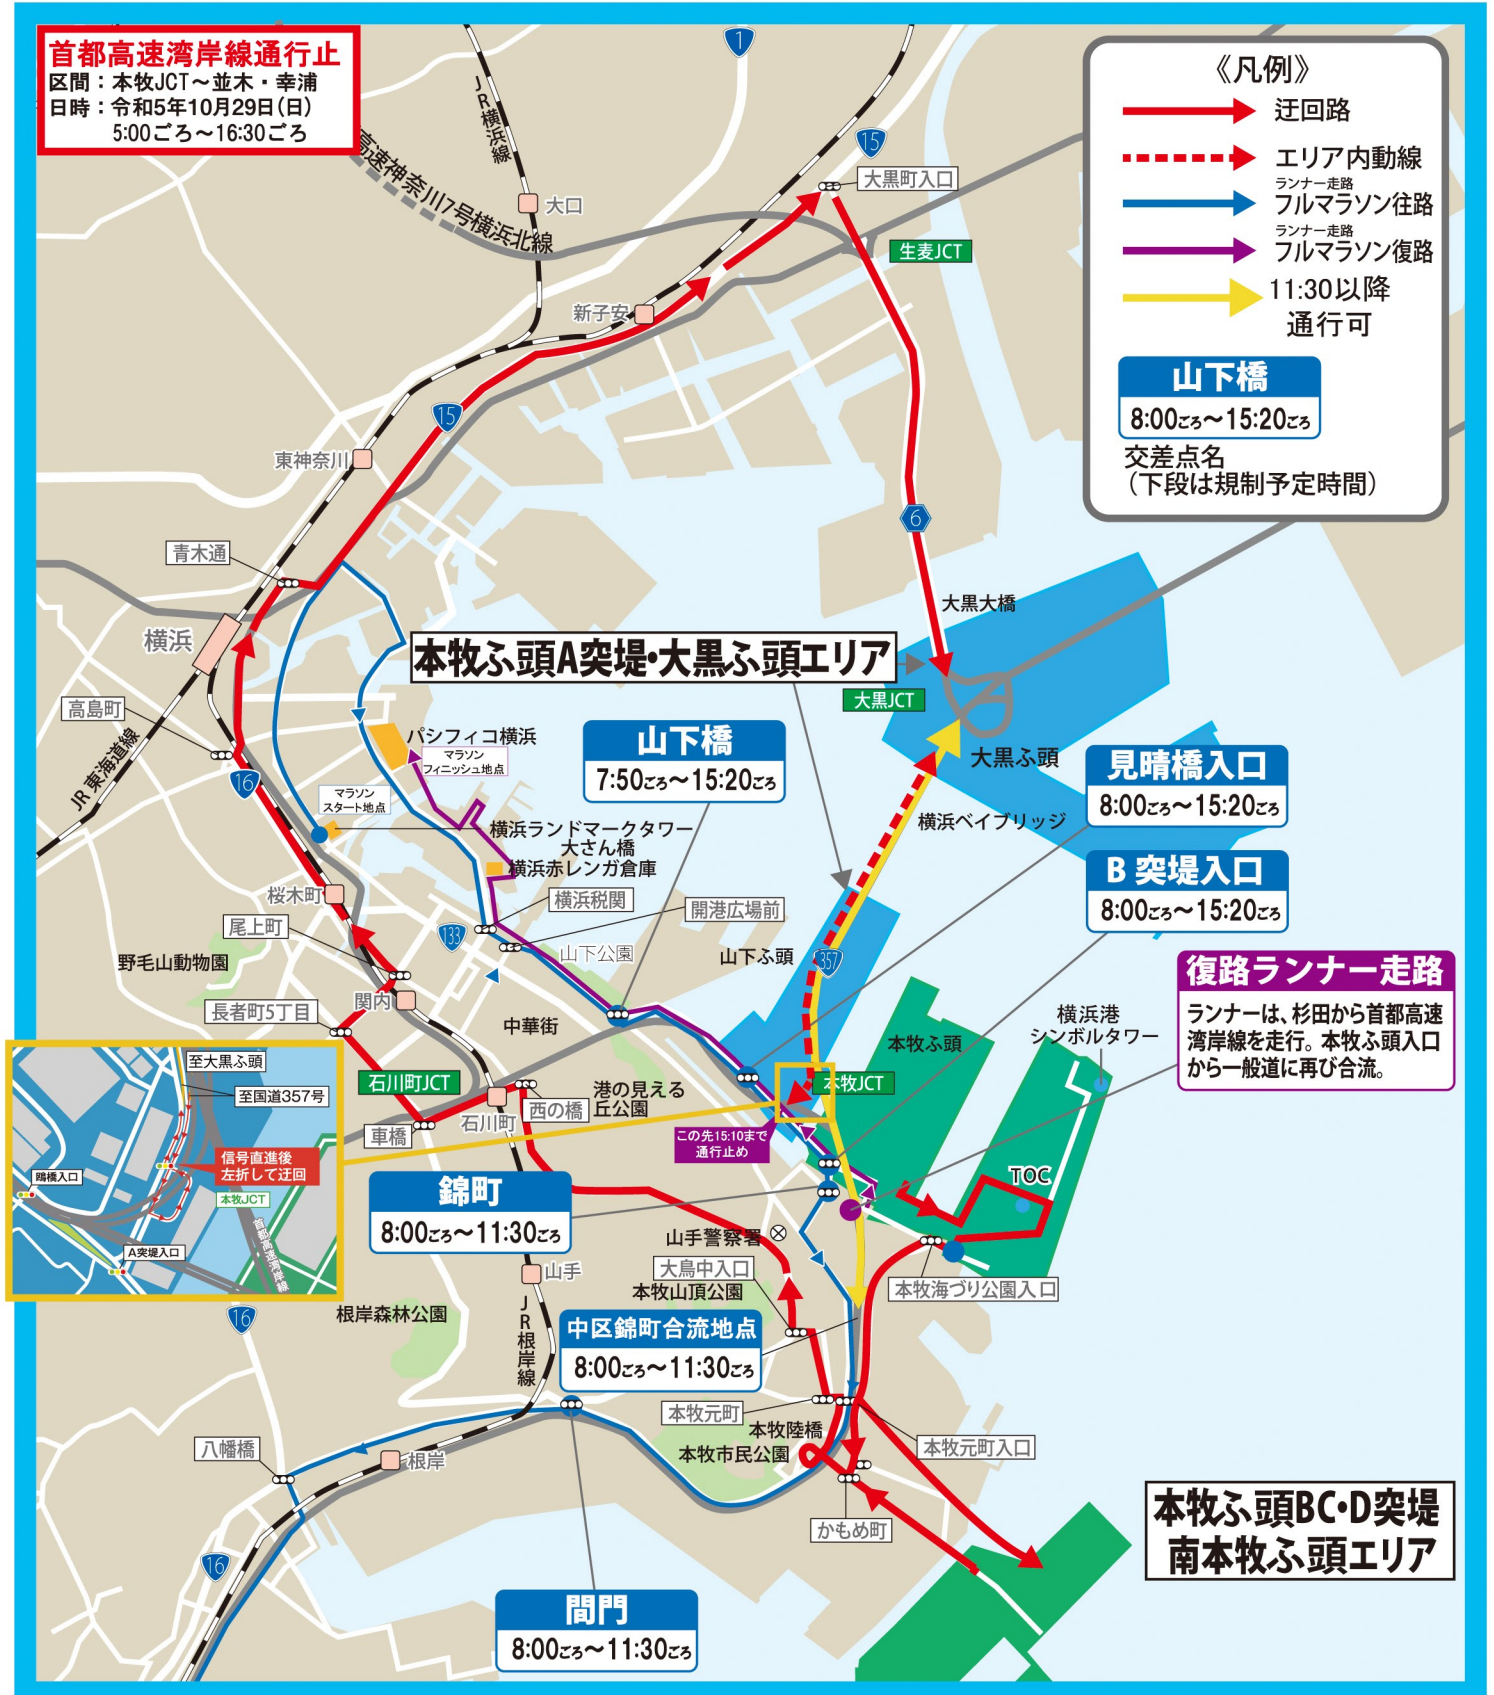 首都高速湾岸線通行止
区間：本牧JCT～並木・幸浦
日時：令和5年10月29日(日)
5:00ごろ～16:30ごろ
《凡例》
迂回路
エリア内動線
ランナー走路
フルマラソン往路
ランナー走路
フルマラソン復路
11:30以降
通行可
山下橋
8:00ごろ～15:20ごろ
交差点名
（下段は規制予定時間）
1
JR横浜線
15
大黒町入口
高速神奈川7号横浜北線
大口
生麦JCT
新子安
15
東神奈川
6
青木通
大黒大橋
横浜
本牧ふ頭A突堤・大黒ふ頭エリア
大黒JCT
高島町
JR東海道線
16
パシフィコ横浜
マラソン
フィニッシュ地点
山下橋
7:50ごろ～15:20ごろ
大黒ふ頭
見晴橋入口
8:00ごろ～15:20ごろ
マラソン
スタート地点
横浜ランドマークタワー
大さん橋
横浜赤レンガ倉庫
横浜ベイブリッジ
B 突堤入口
8:00ごろ～15:20ごろ
桜木町
横浜税関
開港広場前
尾上町
133
野毛山動物園
山下公園
山下ふ頭
357
復路ランナー走路
ランナーは、杉田から首都高速
湾岸線を走行。本牧ふ頭入口
から一般道に再び合流。
関内
長者町5丁目
中華街
本牧ふ頭
横浜港
シンボルタワー
至大黒ふ頭
至国道357号
石川町JCT
本牧JCT
港の見える
丘公園
西の橋
石川町
車橋
この先15:10まで
通行止め
信号直進後
左折して迂回
鴎橋入口
本牧JCT
首都高速湾岸線
A突堤入口
錦町
8:00ごろ～11:30ごろ
TOC
山手警察署
大鳥中入口
本牧山頂公園
山手
本牧海づり公園入口
16
根岸森林公園
JR根岸線
中区錦町合流地点
8:00ごろ～11:30ごろ
本牧元町
本牧陸橋
本牧市民公園
本牧元町入口
八幡橋
根岸
かもめ町
本牧ふ頭BC・D突堤
南本牧ふ頭エリア
16
間門
8:00ごろ～11:30ごろ